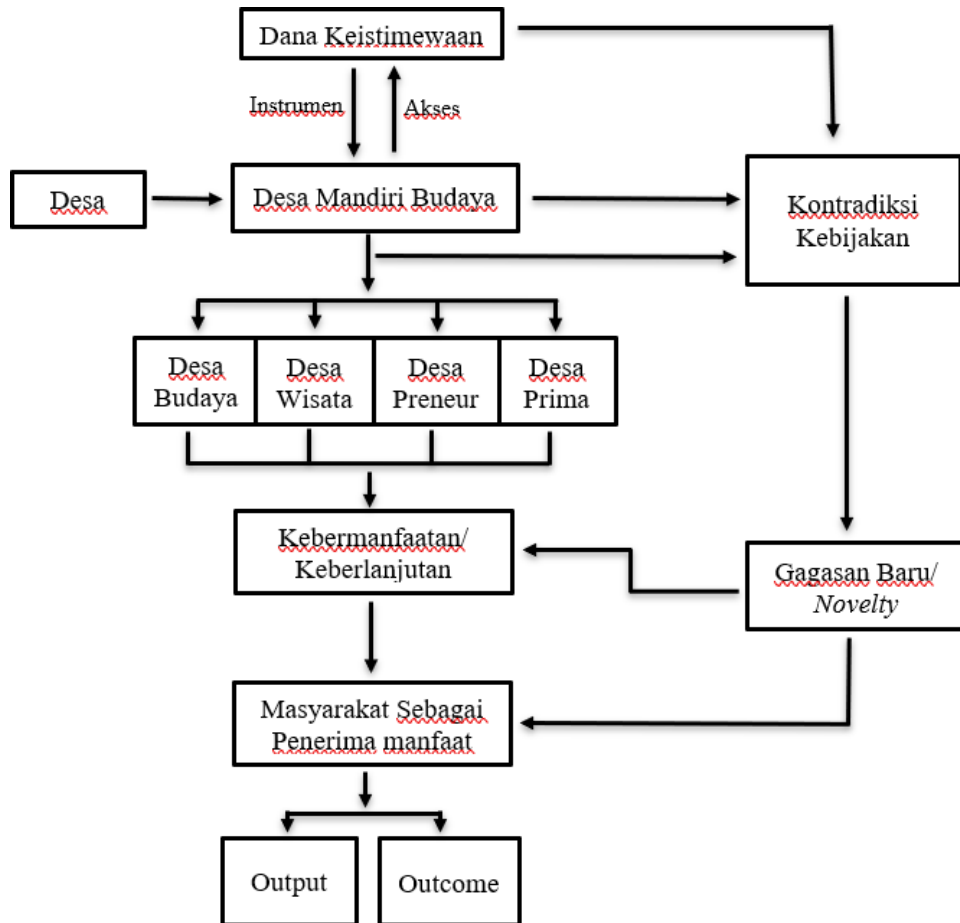 Dana Keistimewaan
Instrumen
Akses
Desa
Desa Mandiri Budaya
Kontradiksi
Kebijakan
Desa
Budaya
Desa
Wisata
Desa
Preneur
Desa
Prima
Kebermanfaatan/
Keberlanjutan
Gagasan Baru/
Novelty
Masyarakat Sebagai
Penerima manfaat
Output
Outcome